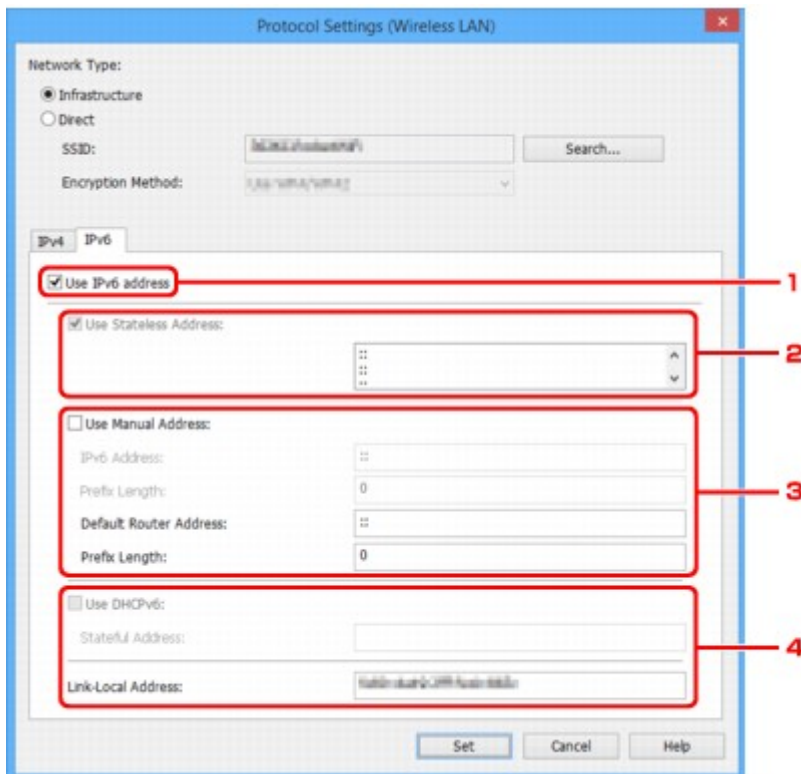 Protocol Settings (Wireless LAN)
Network Type:
Infrastructure
Direct
SSID:
Search...
Encryption Method:
IPv4 IPv6
Use IPv6 address 1
Use Stateless Address:
::
:: 2
::
Use Manual Address:
IPv6 Address: ::
Prefix Length: 0 3
Default Router Address: ::
Prefix Length: 0
Use DHCPv6:
Stateful Address: 4
Link-Local Address:
Set Cancel Help